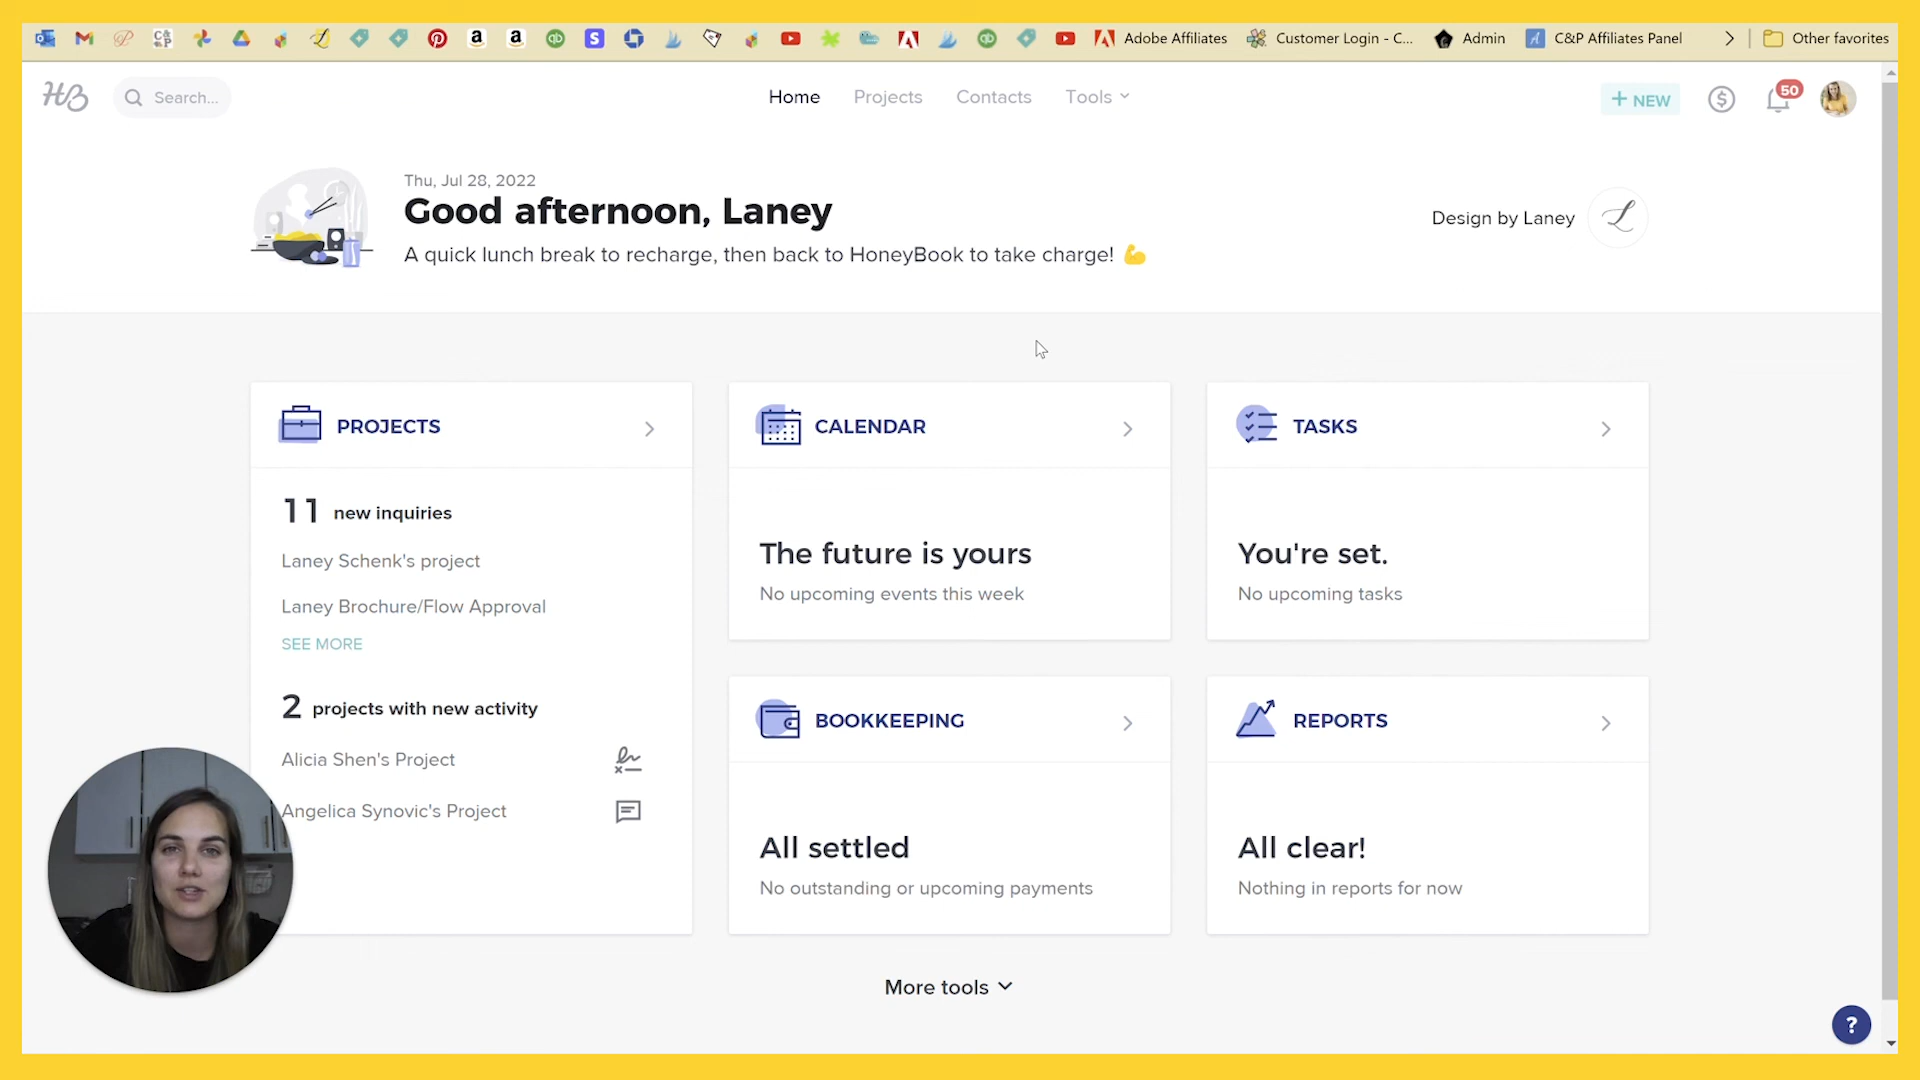 Adobe Affiliates
Customer Login - C...
Admin
C&P Affiliates Panel
Other favorites
HB
Search...
Home
Projects
Contacts
Tools
+ NEW
50
Thu, Jul 28, 2022
Good afternoon, Laney
A quick lunch break to recharge, then back to HoneyBook to take charge! 💪
Design by Laney
L
PROJECTS
11 new inquiries
Laney Schenk's project
Laney Brochure/Flow Approval
SEE MORE
2 projects with new activity
Alicia Shen's Project
Angelica Synovic's Project
CALENDAR
The future is yours
No upcoming events this week
TASKS
You're set.
No upcoming tasks
BOOKKEEPING
All settled
No outstanding or upcoming payments
REPORTS
All clear!
Nothing in reports for now
More tools
?